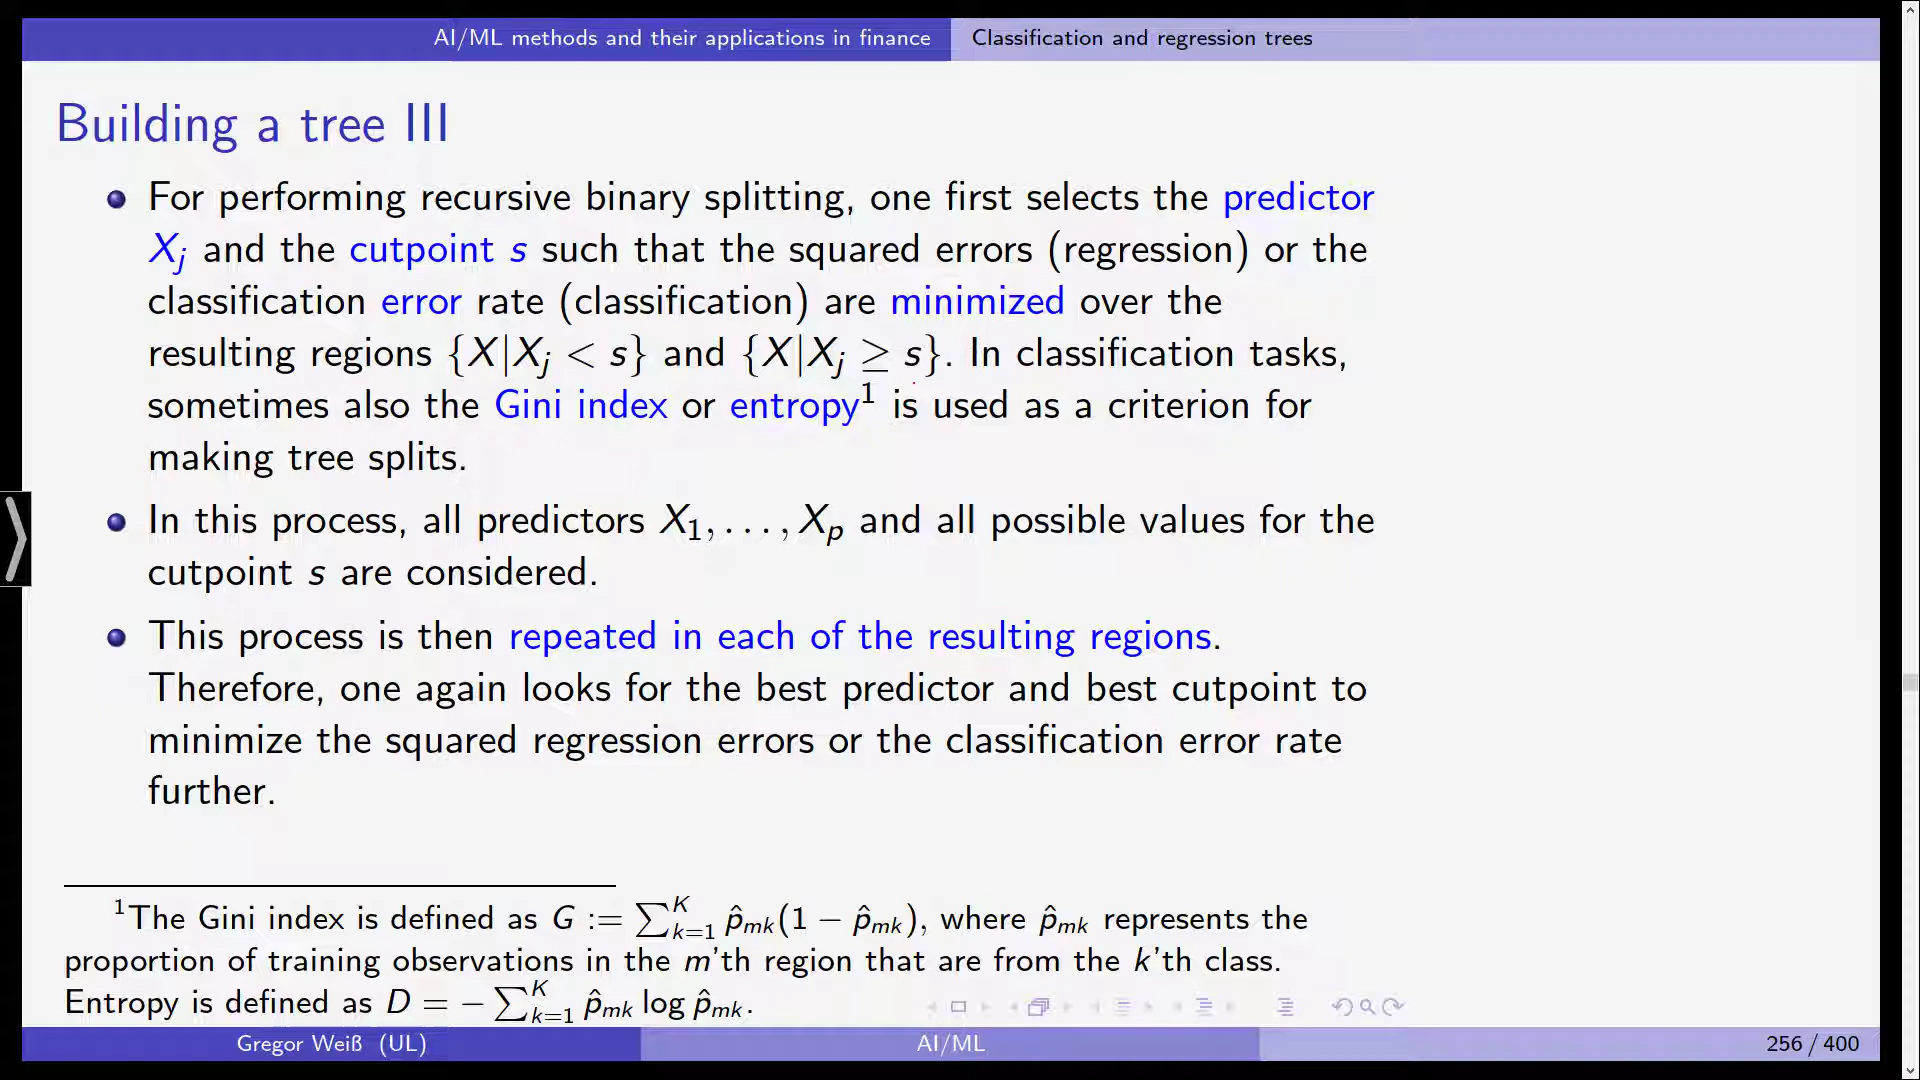 AI/ML methods and their applications in finance Classification and regression trees
Building a tree III
For performing recursive binary splitting, one first selects the predictor
X_j and the cutpoint s such that the squared errors (regression) or the
classification error rate (classification) are minimized over the
resulting regions {X|X_j < s} and {X|X_j ≥ s}. In classification tasks,
sometimes also the Gini index or entropy¹ is used as a criterion for
making tree splits.
In this process, all predictors X_1, . . . , X_p and all possible values for the
cutpoint s are considered.
This process is then repeated in each of the resulting regions.
Therefore, one again looks for the best predictor and best cutpoint to
minimize the squared regression errors or the classification error rate
further.
¹The Gini index is defined as G := ∑_{k=1}^{K} p̂_{mk}(1 − p̂_{mk}), where p̂_{mk} represents the
proportion of training observations in the m'th region that are from the k'th class.
Entropy is defined as D = − ∑_{k=1}^{K} p̂_{mk} log p̂_{mk}.
Gregor Weiß (UL) AI/ML 256 / 400